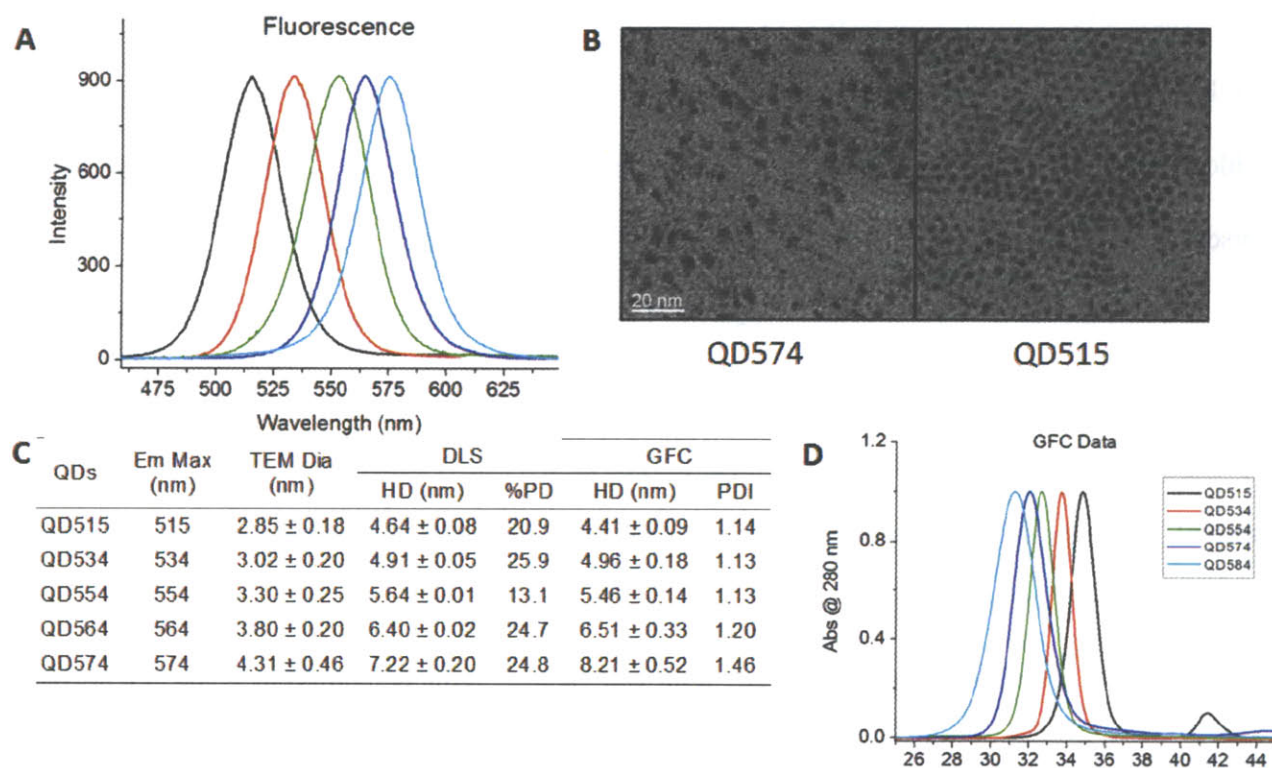 A
Fluorescence
900
600
300
0
Intensity
475 500 525 550 575 600 625
Wavelength (nm)
B
20 nm
QD574 QD515
C
QDs Em Max (nm) TEM Dia (nm) DLS GFC
HD (nm) %PD HD (nm) PDI
QD515 515 2.85 ± 0.18 4.64 ± 0.08 20.9 4.41 ± 0.09 1.14
QD534 534 3.02 ± 0.20 4.91 ± 0.05 25.9 4.96 ± 0.18 1.13
QD554 554 3.30 ± 0.25 5.64 ± 0.01 13.1 5.46 ± 0.14 1.13
QD564 564 3.80 ± 0.20 6.40 ± 0.02 24.7 6.51 ± 0.33 1.20
QD574 574 4.31 ± 0.46 7.22 ± 0.20 24.8 8.21 ± 0.52 1.46
D
GFC Data
1.2
0.8
0.4
0.0
Abs @ 280 nm
QD515
QD534
QD554
QD574
QD584
26 28 30 32 34 36 38 40 42 44